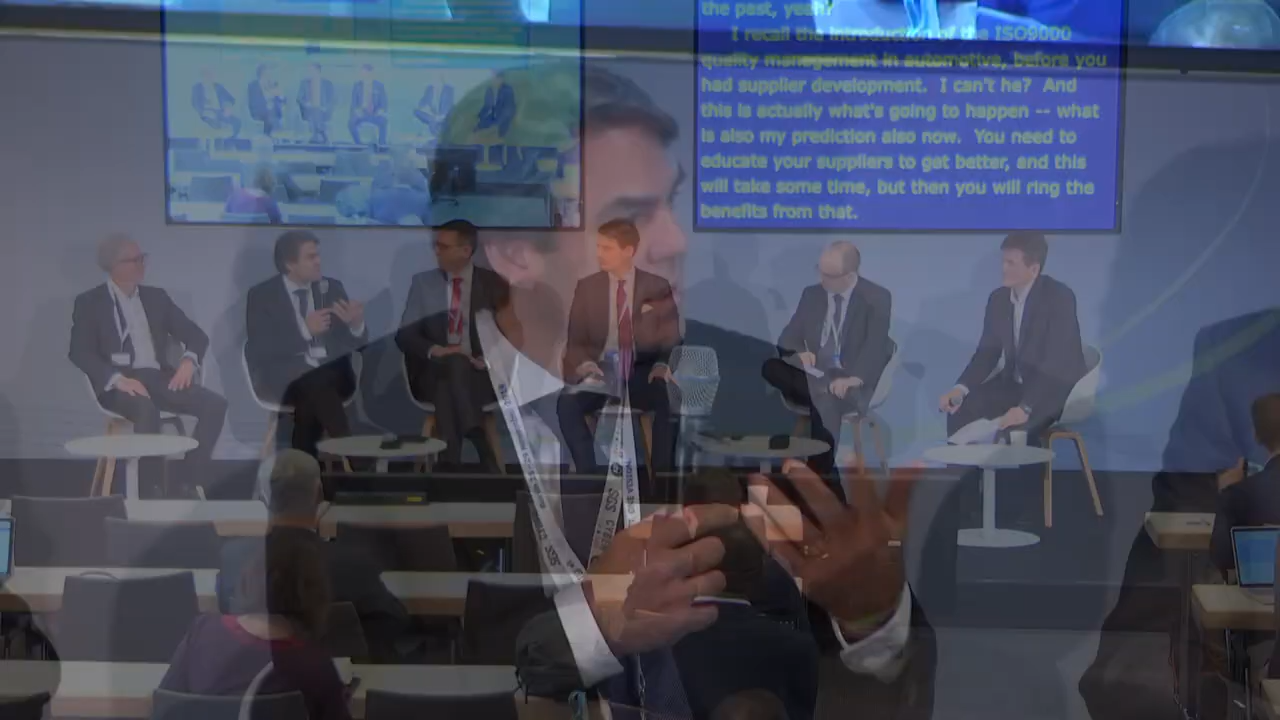 the past, yeah?
I recall the introduction of the ISO9000
quality management in automotive, before you
had supplier development.  I can't he?  And
this is actually what's going to happen -- what
is also my prediction also now.  You need to
educate your suppliers to get better, and this
will take some time, but then you will ring the
benefits from that.
SGS
SGS